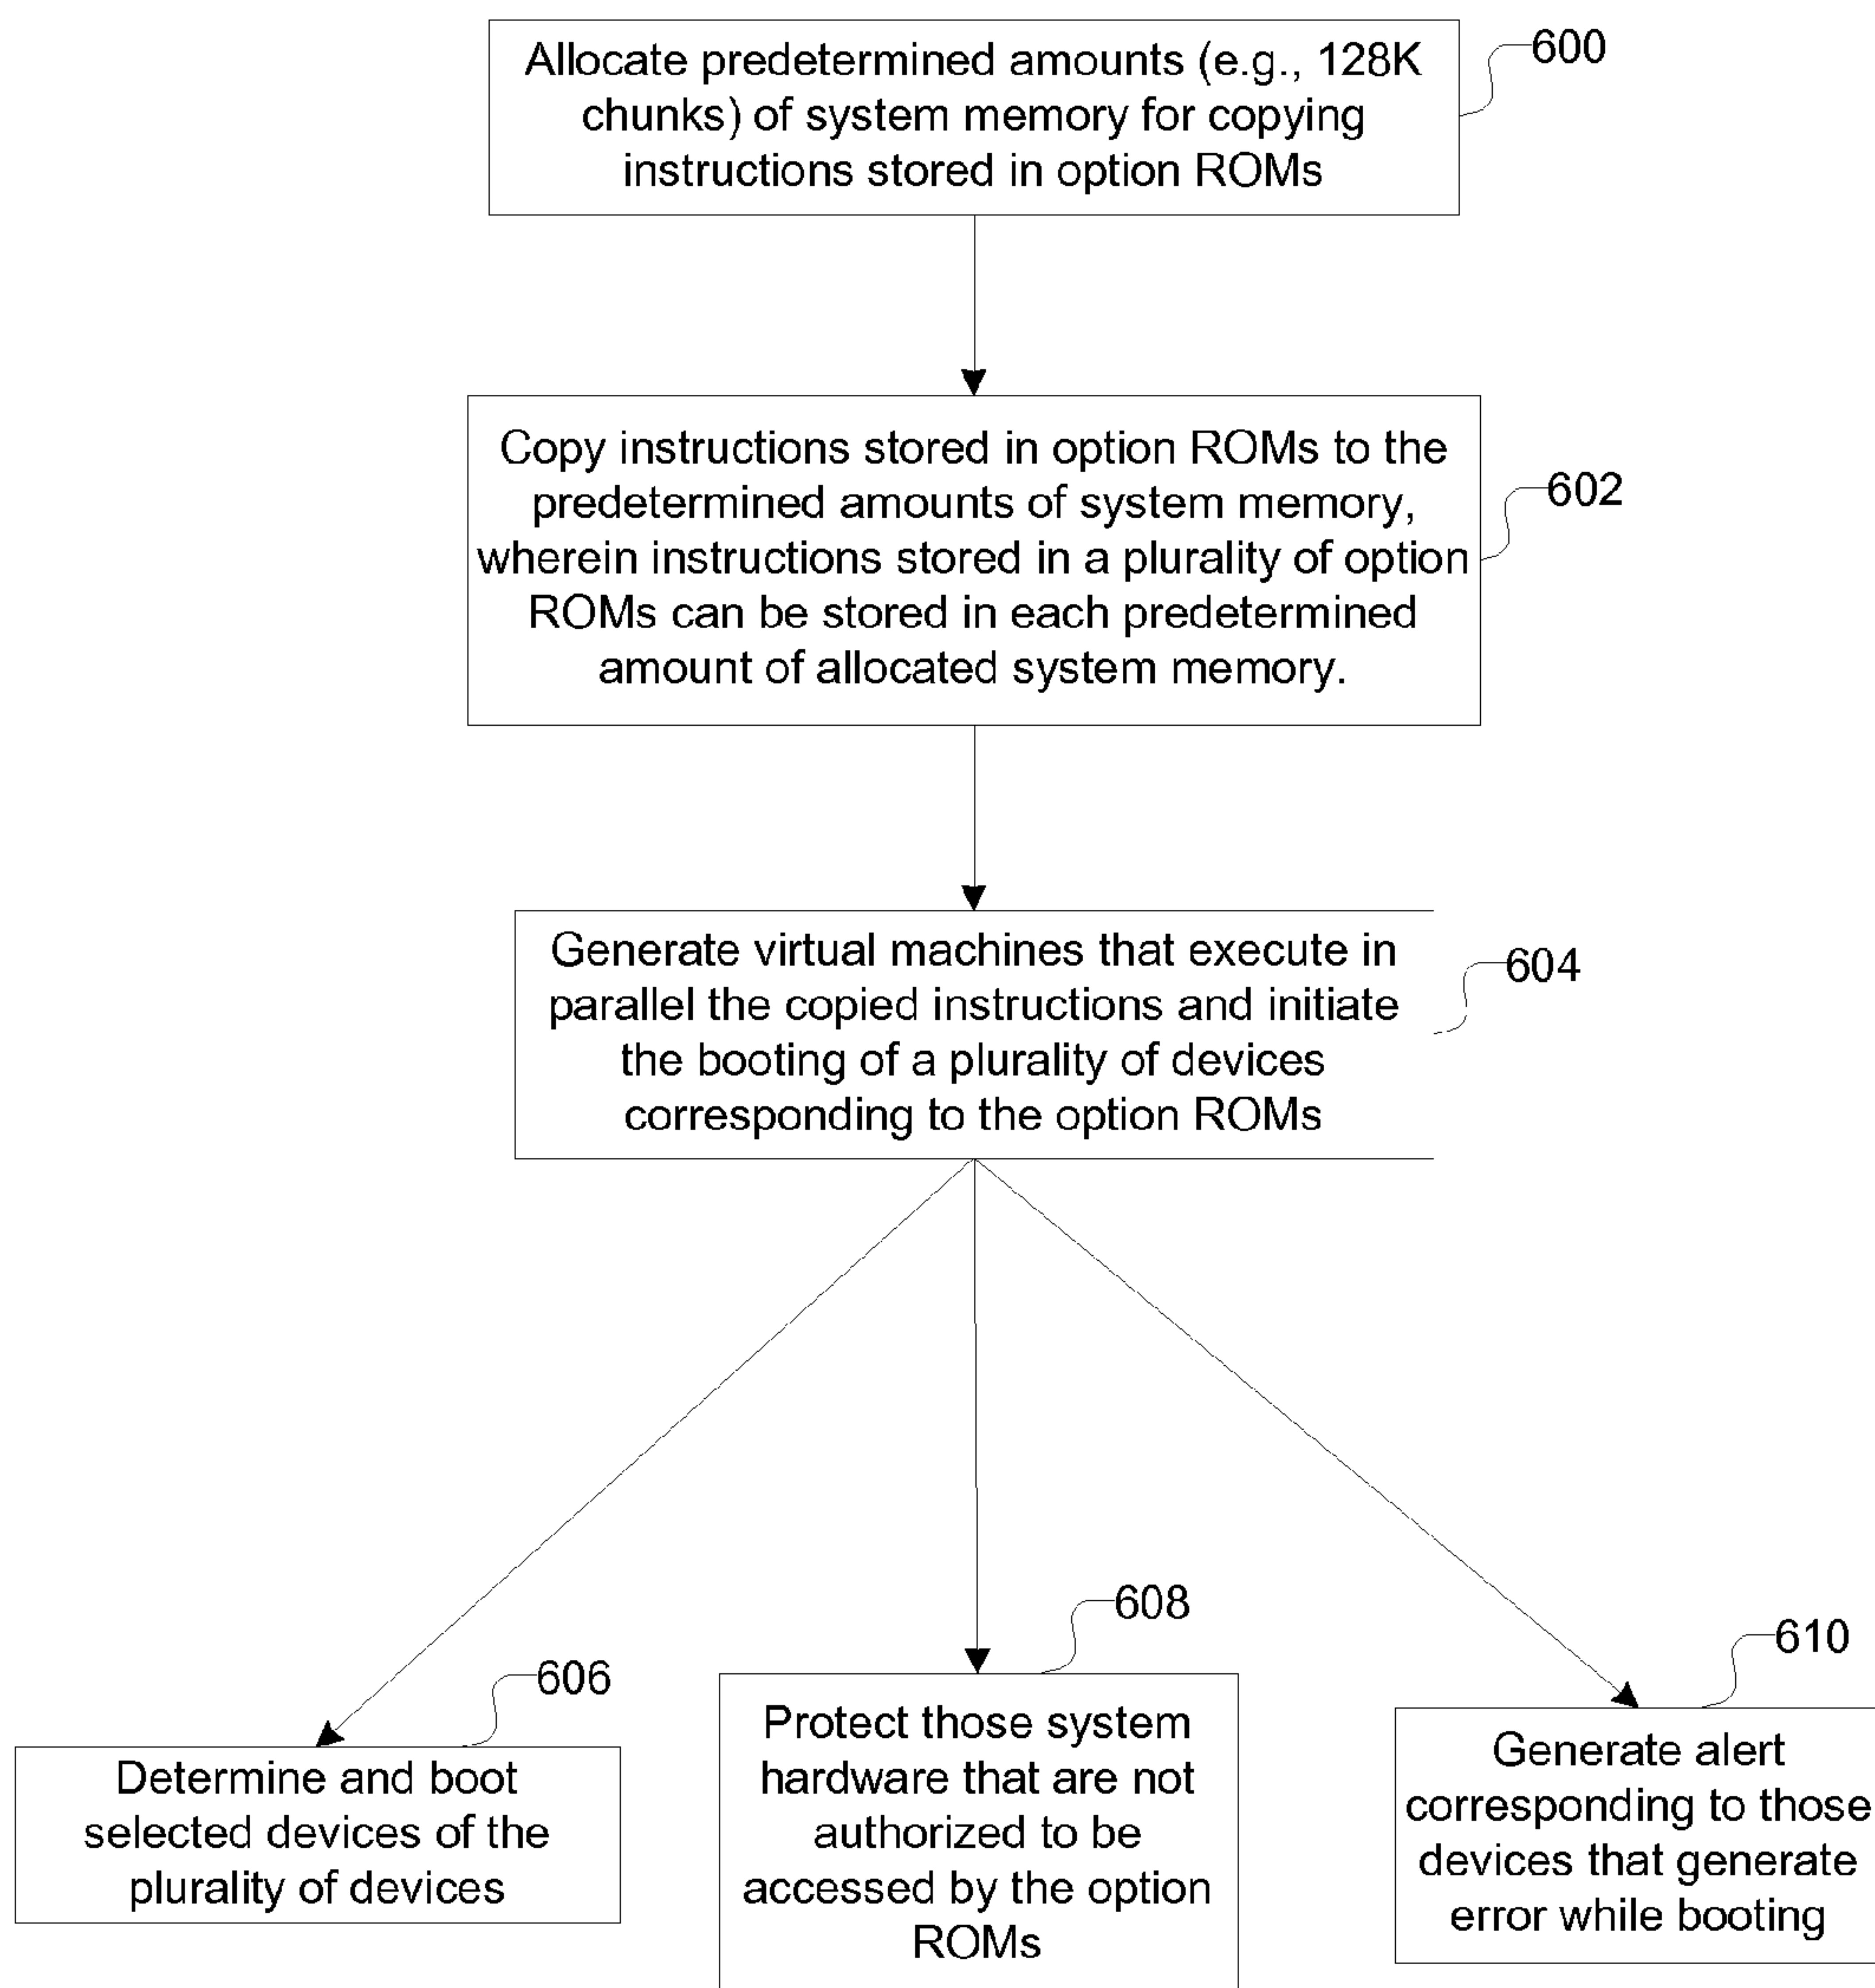 Allocate predetermined amounts (e.g., 128K
chunks) of system memory for copying
instructions stored in option ROMs
600
Copy instructions stored in option ROMs to the
predetermined amounts of system memory,
wherein instructions stored in a plurality of option
ROMs can be stored in each predetermined
amount of allocated system memory.
602
Generate virtual machines that execute in
parallel the copied instructions and initiate
the booting of a plurality of devices
corresponding to the option ROMs
604
606
Determine and boot
selected devices of the
plurality of devices
608
Protect those system
hardware that are not
authorized to be
accessed by the option
ROMs
610
Generate alert
corresponding to those
devices that generate
error while booting